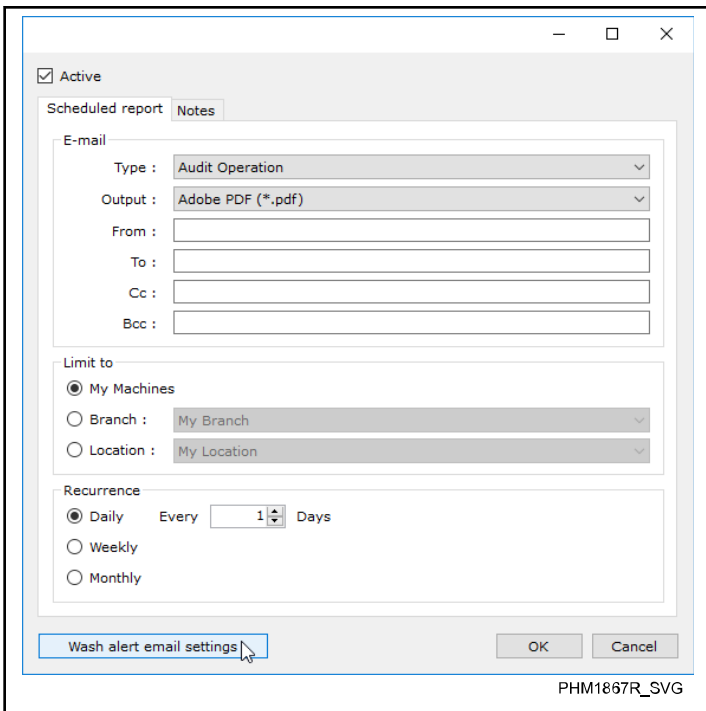 Active
Scheduled report Notes
E-mail
Type : Audit Operation
Output : Adobe PDF (*.pdf)
From :
To :
Cc :
Bcc :
Limit to
My Machines
Branch : My Branch
Location : My Location
Recurrence
Daily Every 1 Days
Weekly
Monthly
Wash alert email settings OK Cancel
PHM1867R_SVG